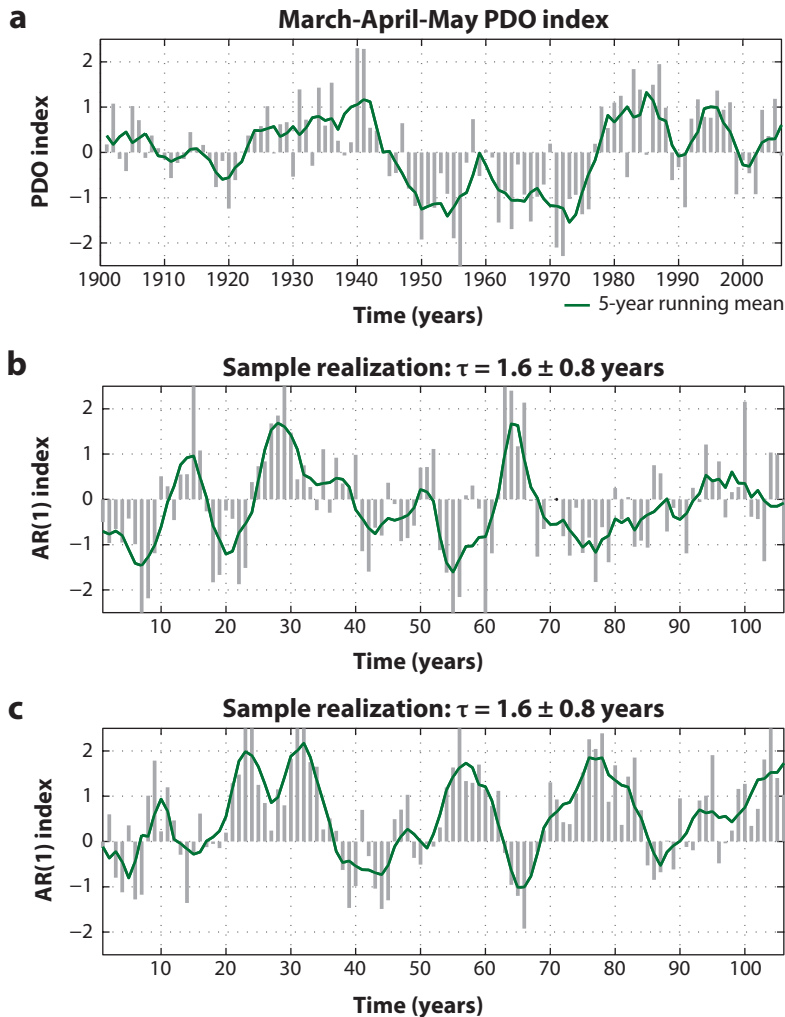 a
March-April-May PDO index
PDO index
2
1
0
−1
−2
1900 1910 1920 1930 1940 1950 1960 1970 1980 1990 2000
Time (years)
5-year running mean
b
Sample realization: τ = 1.6 ± 0.8 years
AR(1) index
2
1
0
−1
−2
10 20 30 40 50 60 70 80 90 100
Time (years)
c
Sample realization: τ = 1.6 ± 0.8 years
AR(1) index
2
1
0
−1
−2
10 20 30 40 50 60 70 80 90 100
Time (years)